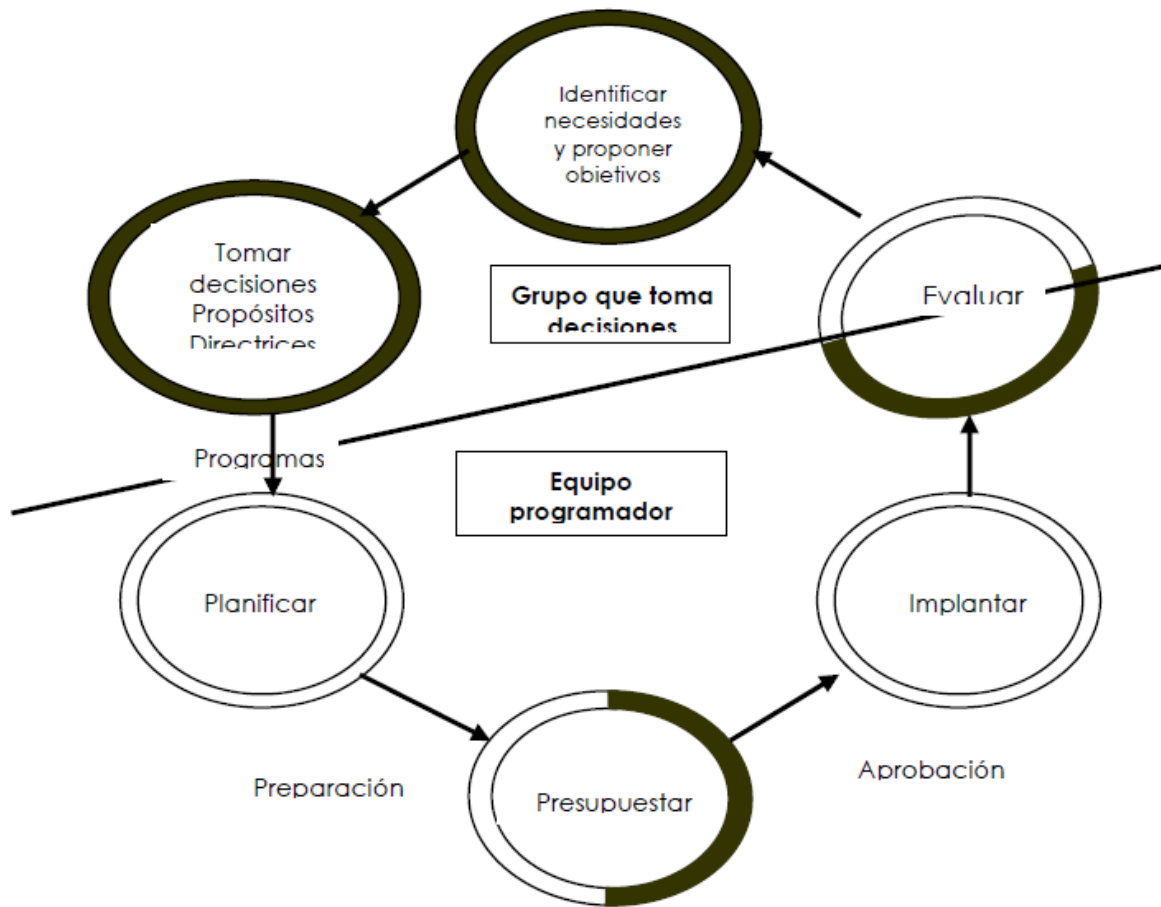 Identificar
necesidades
y proponer
objetivos
Tomar
decisiones
Propósitos
Directrices
Grupo que toma
decisiones
Evaluar
Programas
Equipo
programador
Planificar
Implantar
Preparación
Presupuestar
Aprobación